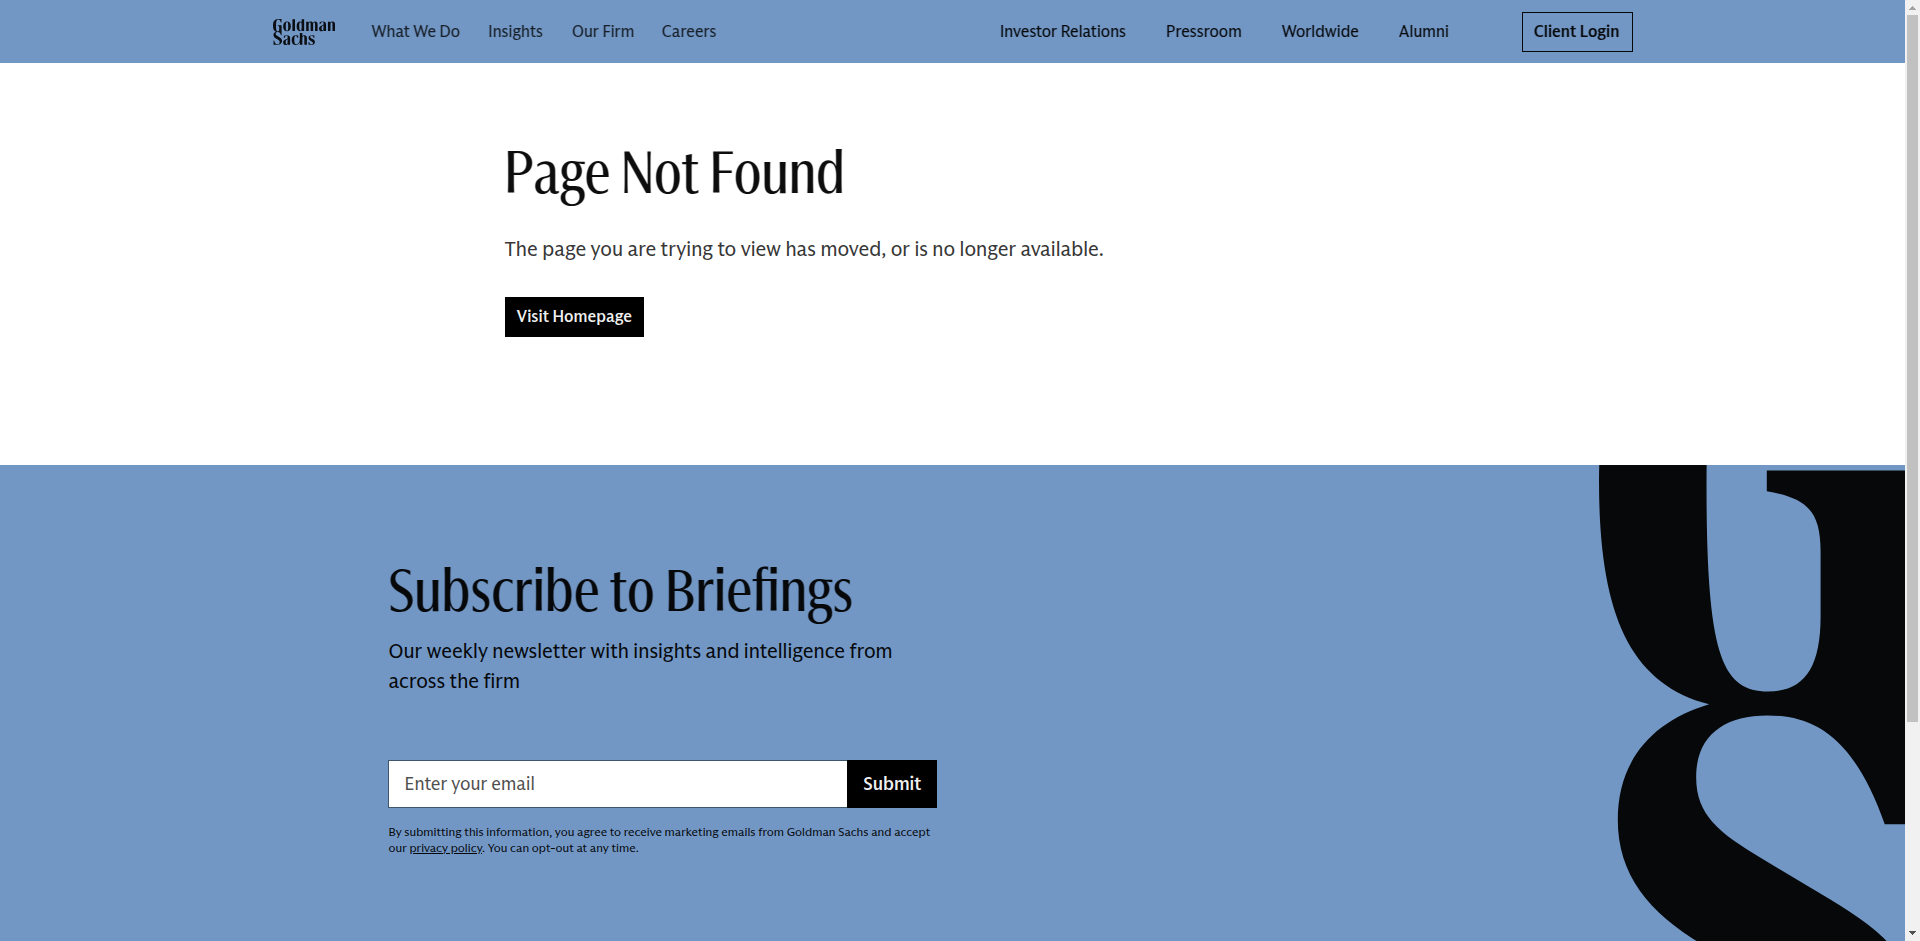 Goldman
Sachs
What We Do
Insights
Our Firm
Careers
Investor Relations
Pressroom
Worldwide
Alumni
Client Login
Page Not Found
The page you are trying to view has moved, or is no longer available.
Visit Homepage
Subscribe to Briefings
Our weekly newsletter with insights and intelligence from
across the firm
Enter your email
Submit
By submitting this information, you agree to receive marketing emails from Goldman Sachs and accept
our privacy policy. You can opt-out at any time.